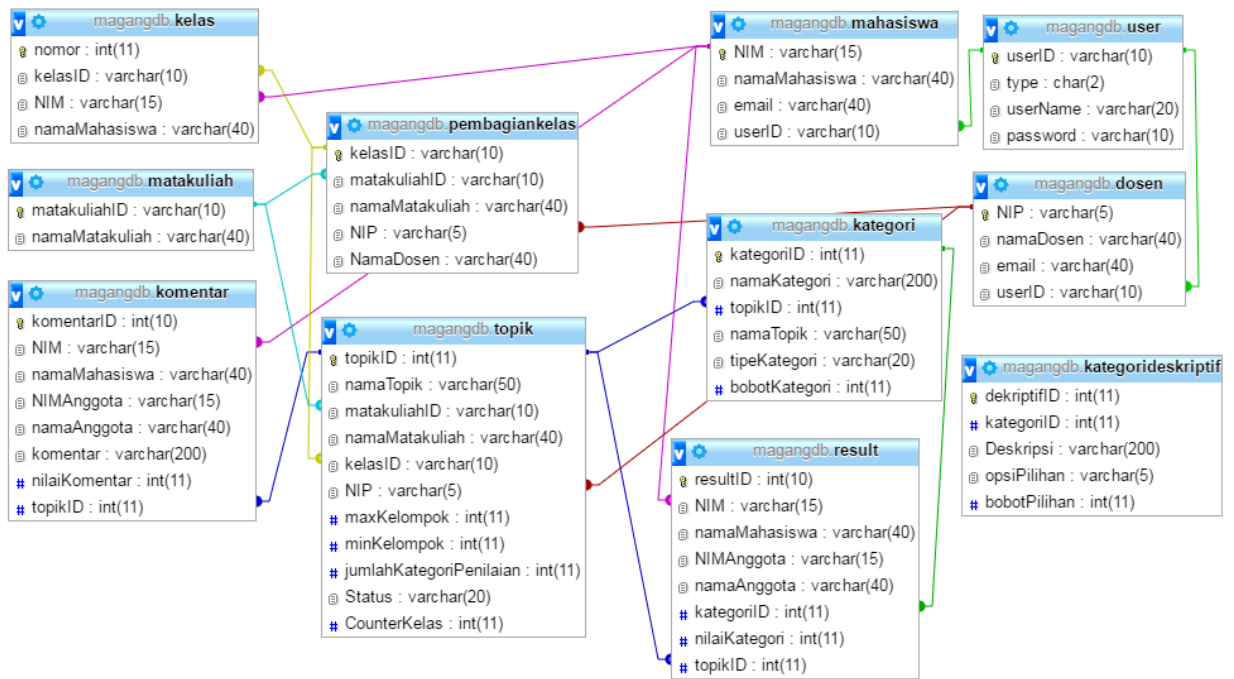 magangdb.kelas
nomor : int(11)
kelasID : varchar(10)
NIM : varchar(15)
namaMahasiswa : varchar(40)
magangdb.matakuliah
matakuliahID : varchar(10)
namaMatakuliah : varchar(40)
magangdb.komentar
komentarID : int(10)
NIM : varchar(15)
namaMahasiswa : varchar(40)
NIMAnggota : varchar(15)
namaAnggota : varchar(40)
komentar : varchar(200)
# nilaiKomentar : int(11)
# topikID : int(11)
magangdb.pembagiankelas
kelasID : varchar(10)
matakuliahID : varchar(10)
namaMatakuliah : varchar(40)
NIP : varchar(5)
NamaDosen : varchar(40)
magangdb.topik
topikID : int(11)
namaTopik : varchar(50)
matakuliahID : varchar(10)
namaMatakuliah : varchar(40)
kelasID : varchar(10)
NIP : varchar(5)
# maxKelompok : int(11)
# minKelompok : int(11)
# jumlahKategoriPenilaian : int(11)
Status : varchar(20)
# CounterKelas : int(11)
magangdb.mahasiswa
NIM : varchar(15)
namaMahasiswa : varchar(40)
email : varchar(40)
userID : varchar(10)
magangdb.kategori
kategoriID : int(11)
namaKategori : varchar(200)
# topikID : int(11)
namaTopik : varchar(50)
tipeKategori : varchar(20)
# bobotKategori : int(11)
magangdb.result
resultID : int(10)
NIM : varchar(15)
namaMahasiswa : varchar(40)
NIMAnggota : varchar(15)
namaAnggota : varchar(40)
# kategoriID : int(11)
# nilaiKategori : int(11)
# topikID : int(11)
magangdb.user
userID : varchar(10)
type : char(2)
userName : varchar(20)
password : varchar(10)
magangdb.dosen
NIP : varchar(5)
namaDosen : varchar(40)
email : varchar(40)
userID : varchar(10)
magangdb.kategorideskriptif
dekriptifID : int(11)
# kategoriID : int(11)
Deskripsi : varchar(200)
opsiPilihan : varchar(5)
# bobotPilihan : int(11)